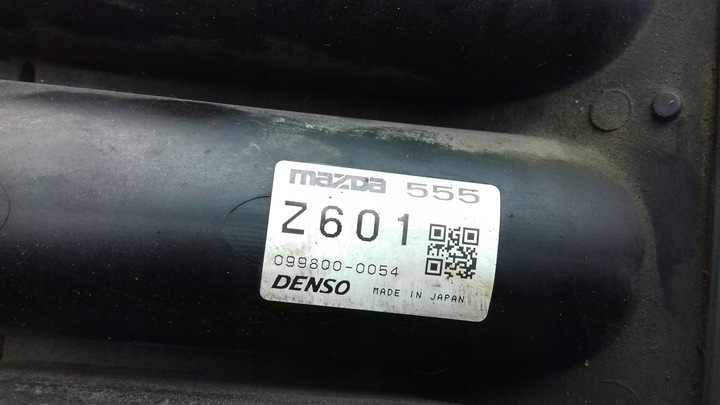 mazda 555
Z601
099800-0054
DENSO MADE IN JAPAN